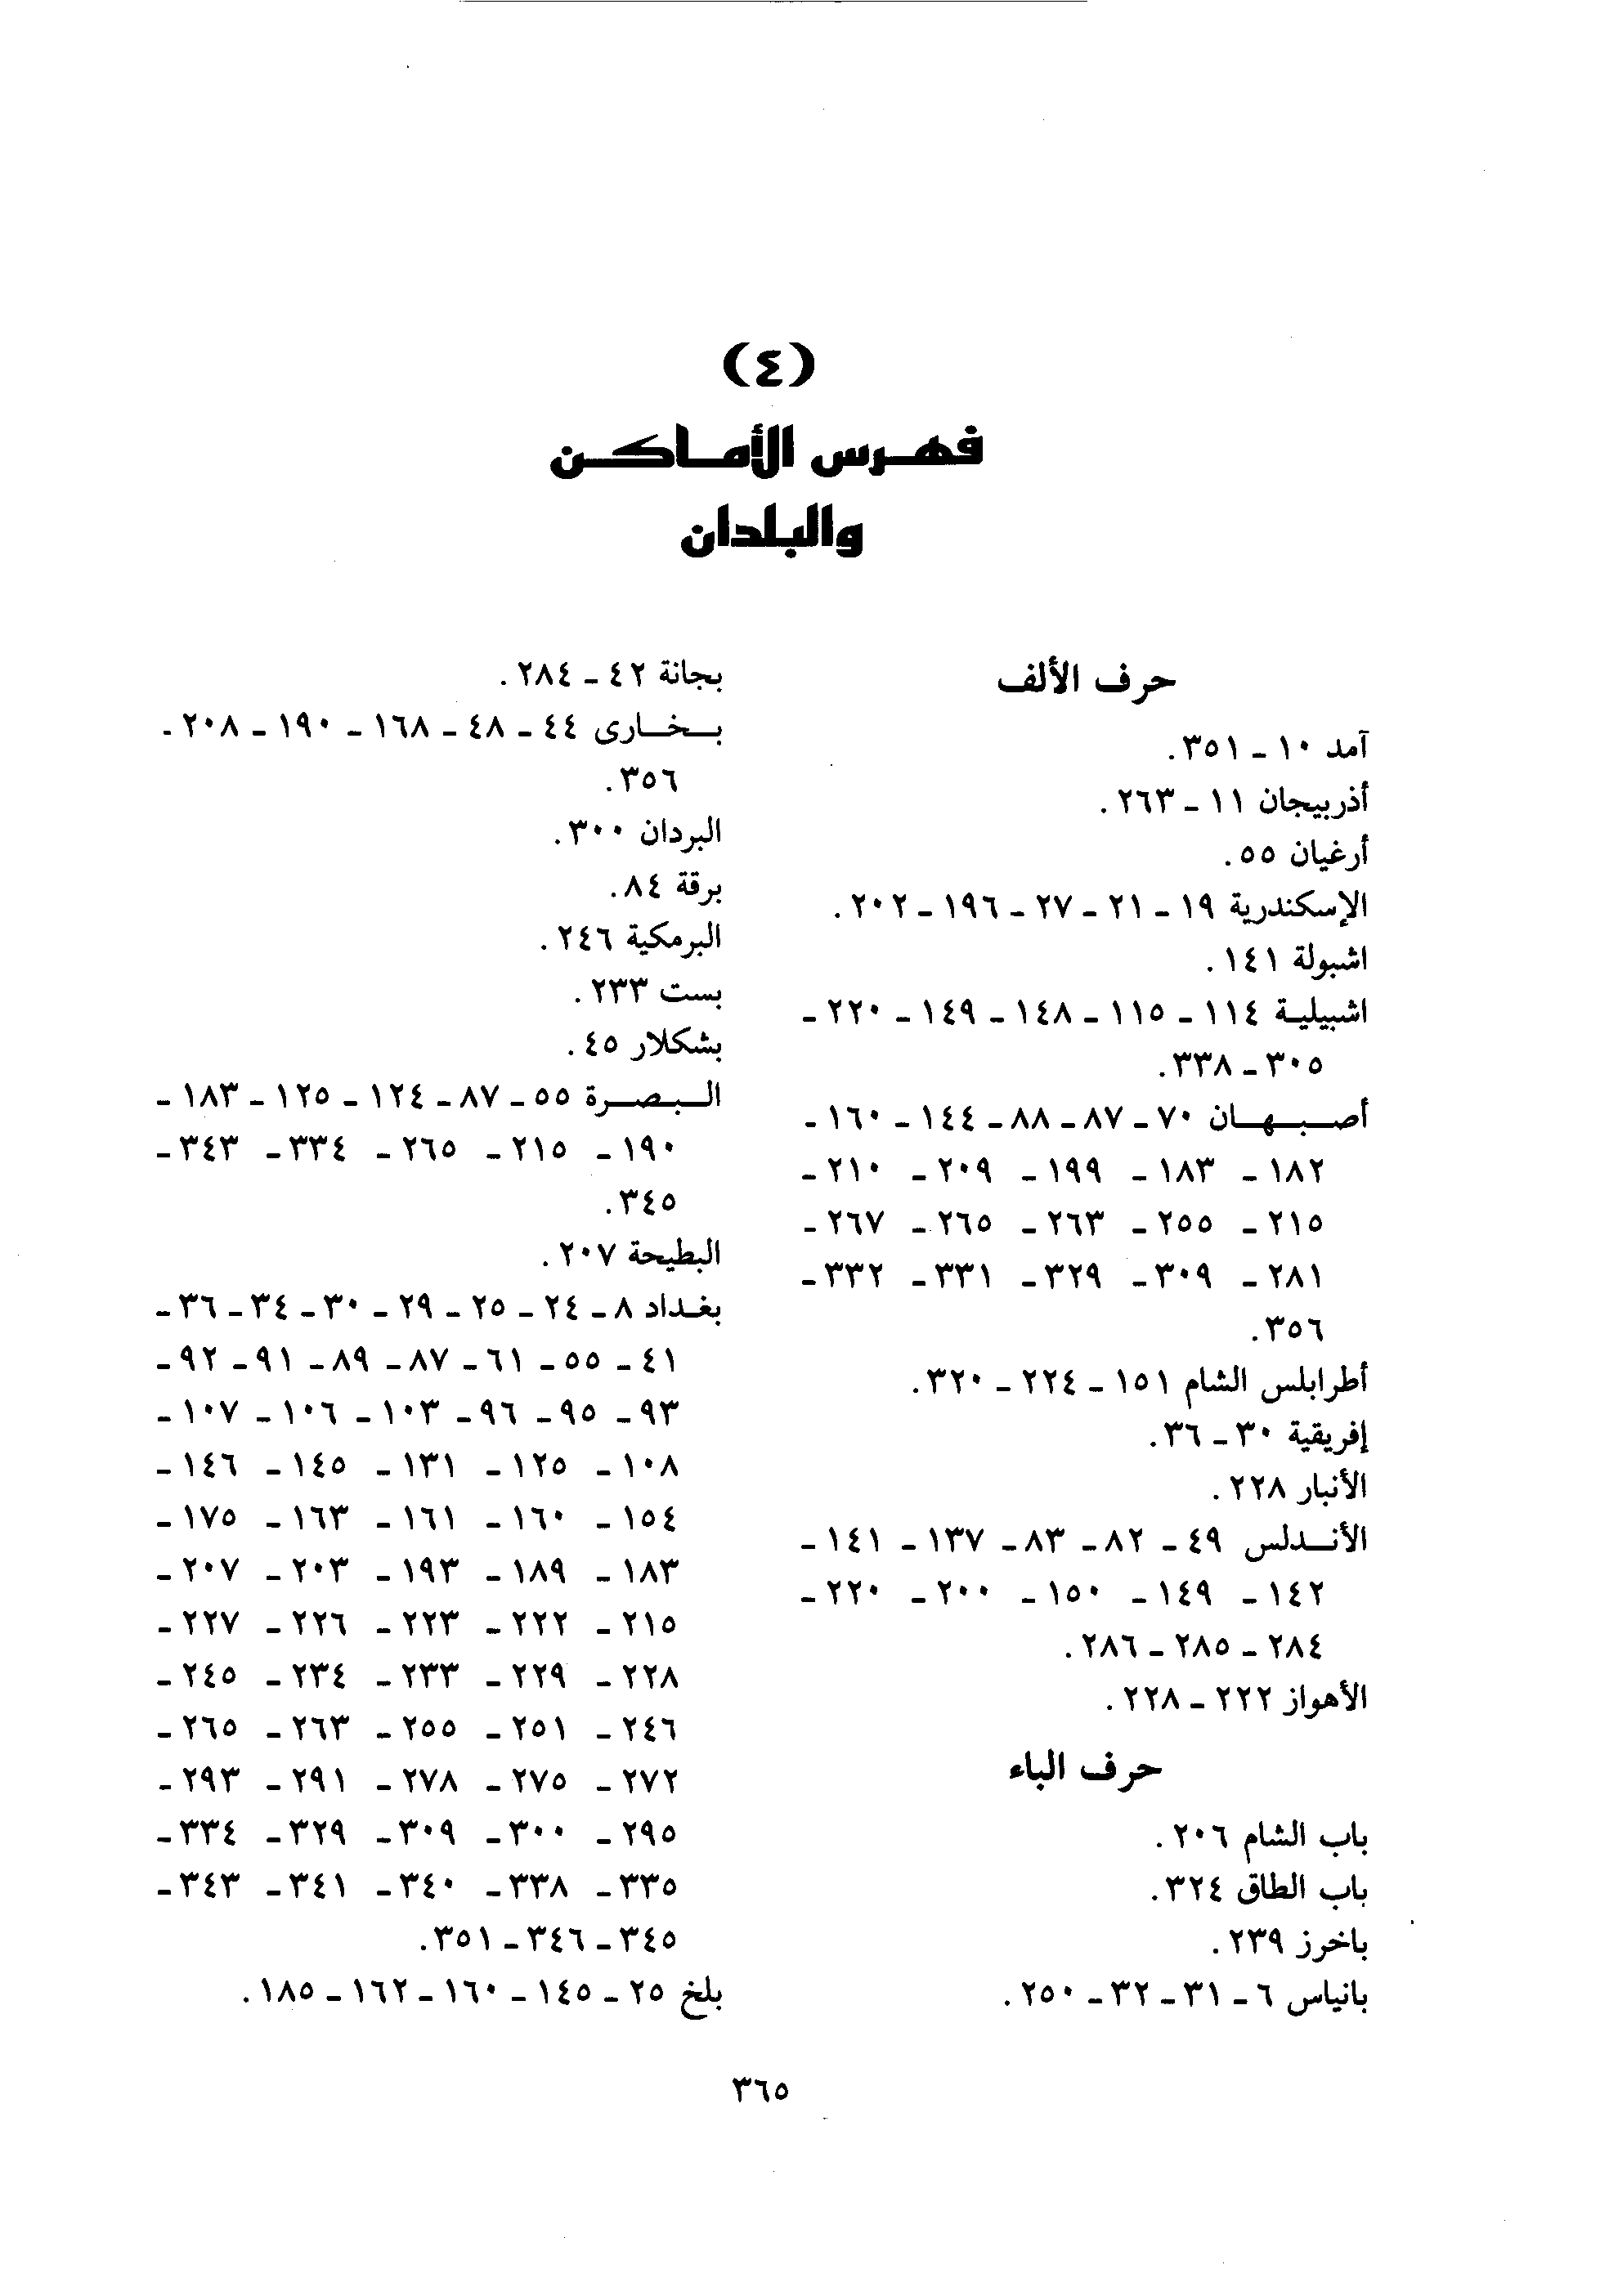 (٤)
فهرس الأماكن
والبلدان
حرف الألف
آمد ١٠ - ٣٥١.
أذربيجان ١١ - ٢٦٣.
أرغيان ٥٥.
الإسكندرية ١٩ - ٢١ - ٢٧ - ١٩٦ - ٢٠٢.
اشبولة ١٤١.
اشبيلية ١١٤ - ١١٥ - ١٤٨ - ١٤٩ - ٢٢٠ -
٣٠٥ - ٣٣٨.
أصبهان ٧٠ - ٨٧ - ٨٨ - ١٤٤ - ١٦٠ -
١٨٢ - ١٨٣ - ١٩٩ - ٢٠٩ - ٢١٠ -
٢١٥ - ٢٥٥ - ٢٦٣ - ٢٦٥ - ٢٦٧ -
٢٨١ - ٣٠٩ - ٣٢٩ - ٣٣١ - ٣٣٢ -
٣٥٦.
أطرابلس الشام ١٥١ - ٢٢٤ - ٣٢٠.
إفريقية ٣٠ - ٣٦.
الأنبار ٢٢٨.
الأندلس ٤٩ - ٨٢ - ٨٣ - ١٣٧ - ١٤١ -
١٤٢ - ١٤٩ - ١٥٠ - ٢٠٠ - ٢٢٠ -
٢٨٤ - ٢٨٥ - ٢٨٦.
الأهواز ٢٢٢ - ٢٢٨.
حرف الباء
باب الشام ٢٠٦.
باب الطاق ٣٢٤.
باخرز ٢٣٩.
بانياس ٦ - ٣١ - ٣٢ - ٢٥٠.
بجانة ٤٢ - ٢٨٤.
بخارى ٤٤ - ٤٨ - ١٦٨ - ١٩٠ - ٢٠٨ -
٣٥٦.
البردان ٣٠٠.
برقة ٨٤.
البرمكية ٢٤٦.
بست ٢٣٣.
بشكلار ٤٥.
البصرة ٥٥ - ٨٧ - ١٢٤ - ١٢٥ - ١٨٣ -
١٩٠ - ٢١٥ - ٢٦٥ - ٣٣٤ - ٣٤٣ -
٣٤٥.
البطيحة ٢٠٧.
بغداد ٨ - ٢٤ - ٢٥ - ٢٩ - ٣٠ - ٣٤ - ٣٦ -
٤١ - ٥٥ - ٦١ - ٨٧ - ٨٩ - ٩١ - ٩٢ -
٩٣ - ٩٥ - ٩٦ - ١٠٣ - ١٠٦ - ١٠٧ -
١٠٨ - ١٢٥ - ١٣١ - ١٤٥ - ١٤٦ -
١٥٤ - ١٦٠ - ١٦١ - ١٦٣ - ١٧٥ -
١٨٣ - ١٨٩ - ١٩٣ - ٢٠٣ - ٢٠٧ -
٢١٥ - ٢٢٢ - ٢٢٣ - ٢٢٦ - ٢٢٧ -
٢٢٨ - ٢٢٩ - ٢٣٣ - ٢٣٤ - ٢٤٥ -
٢٤٦ - ٢٥١ - ٢٥٥ - ٢٦٣ - ٢٦٥ -
٢٧٢ - ٢٧٥ - ٢٧٨ - ٢٩١ - ٢٩٣ -
٢٩٥ - ٣٠٠ - ٣٠٩ - ٣٢٩ - ٣٣٤ -
٣٣٥ - ٣٣٨ - ٣٤٠ - ٣٤١ - ٣٤٣ -
٣٤٥ - ٣٤٦ - ٣٥١.
بلخ ٢٥ - ١٤٥ - ١٦٠ - ١٦٢ - ١٨٥.
٣٦٥